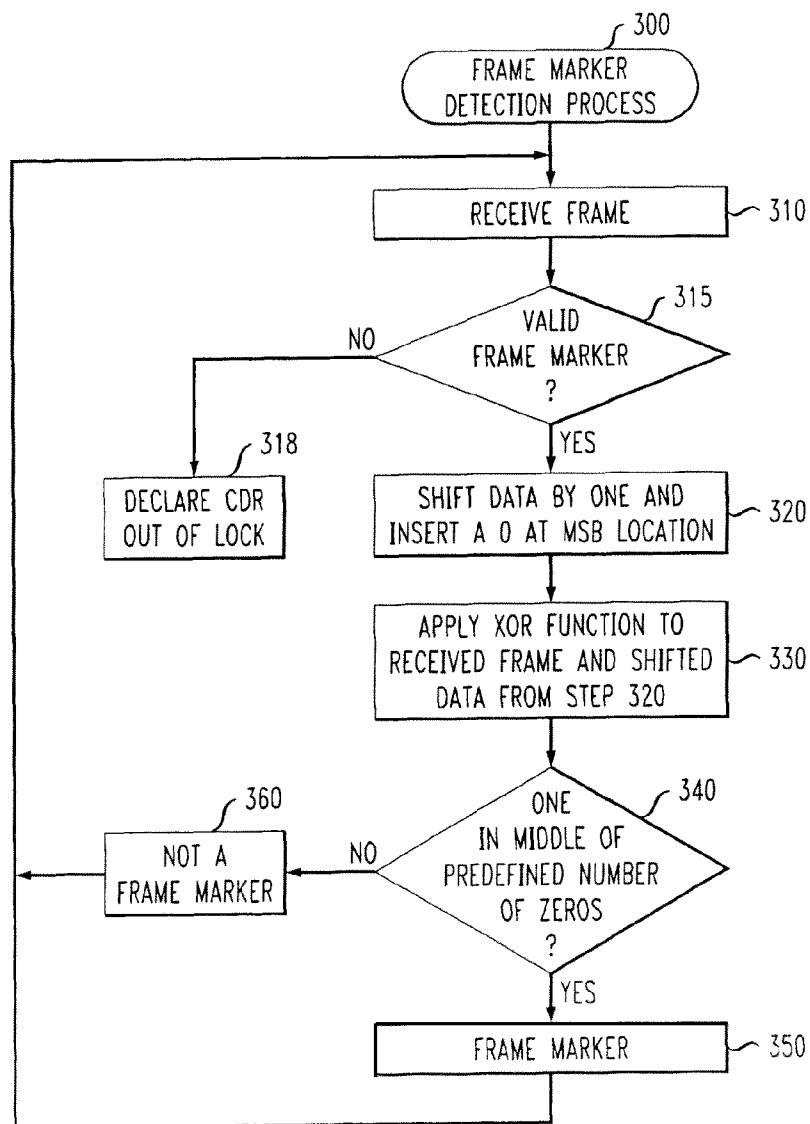 300
FRAME MARKER
DETECTION PROCESS
RECEIVE FRAME
310
315
VALID
FRAME MARKER
?
NO
YES
318
DECLARE CDR
OUT OF LOCK
SHIFT DATA BY ONE AND
INSERT A 0 AT MSB LOCATION
320
APPLY XOR FUNCTION TO
RECEIVED FRAME AND SHIFTED
DATA FROM STEP 320
330
340
ONE
IN MIDDLE OF
PREDEFINED NUMBER
OF ZEROS
?
NO
YES
360
NOT A
FRAME MARKER
FRAME MARKER
350